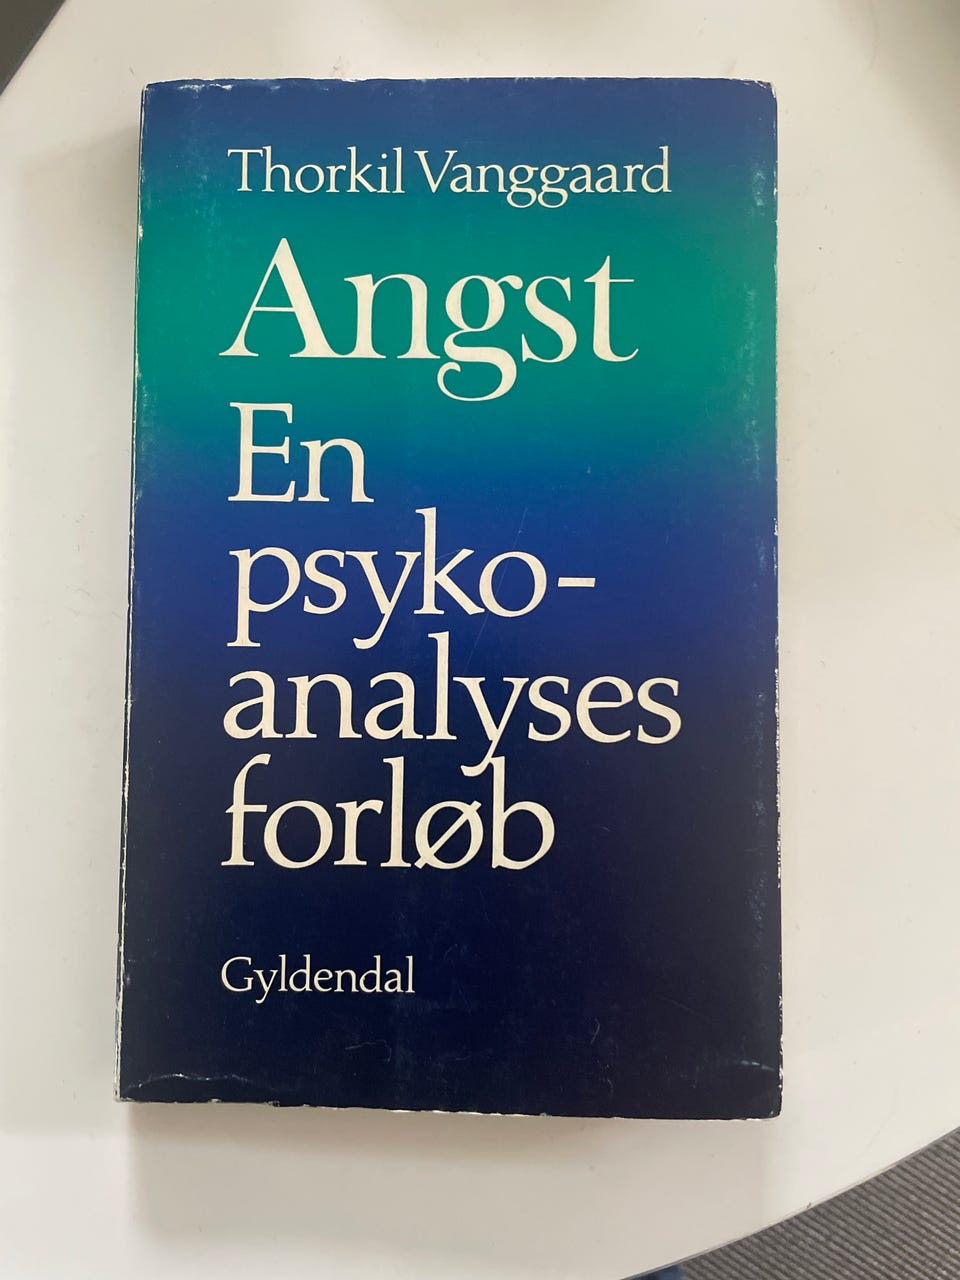 Thorkil Vanggaard
Angst
En
psyko-
analyses
forløb
Gyldendal